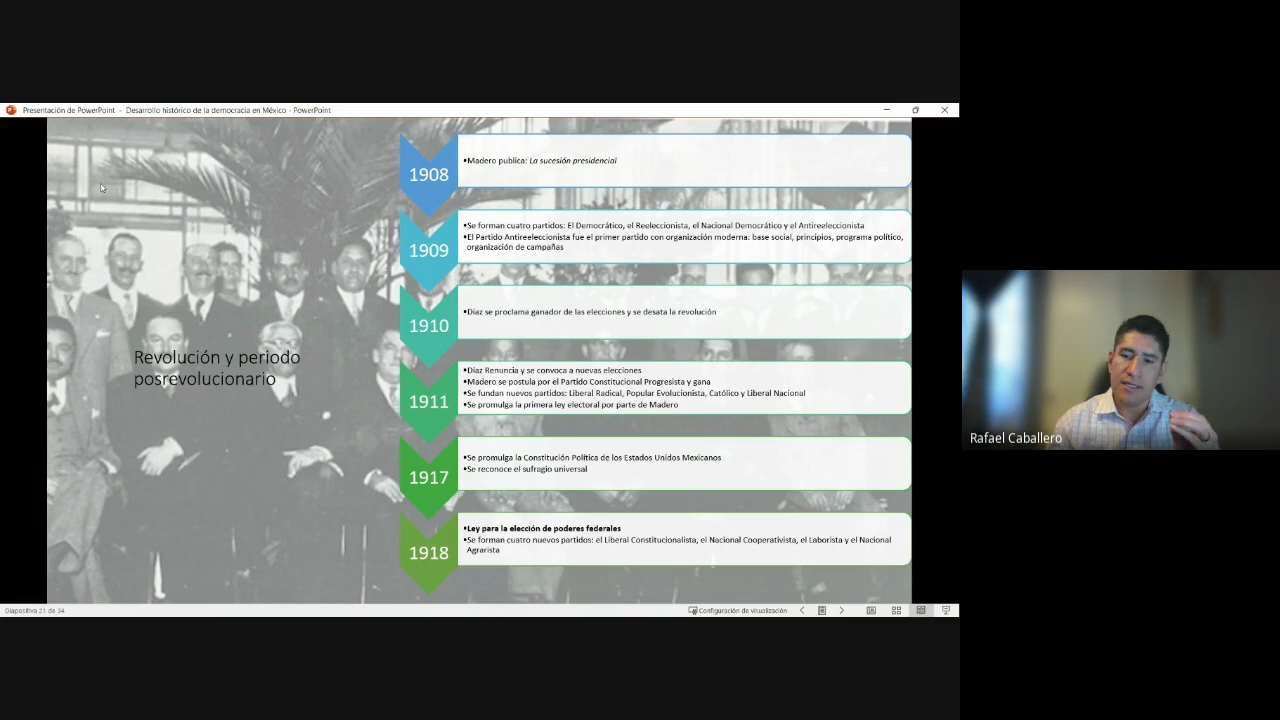 Presentación de PowerPoint - Desarrollo histórico de la democracia en México - PowerPoint
Revolución y periodo
posrevolucionario
1908
•Madero publica: La sucesión presidencial
1909
•Se forman cuatro partidos: El Democrático, el Reeleccionista, el Nacional Democrático y el Antireeleccionista
•El Partido Antireeleccionista fue el primer partido con organización moderna: base social, principios, programa político,
organización de campañas
1910
•Díaz se proclama ganador de las elecciones y se desata la revolución
1911
•Díaz Renuncia y se convoca a nuevas elecciones
•Madero se postula por el Partido Constitucional Progresista y gana
•Se fundan nuevos partidos: Liberal Radical, Popular Evolucionista, Católico y Liberal Nacional
•Se promulga la primera ley electoral por parte de Madero
1917
•Se promulga la Constitución Política de los Estados Unidos Mexicanos
•Se reconoce el sufragio universal
1918
•Ley para la elección de poderes federales
•Se forman cuatro nuevos partidos: el Liberal Constitucionalista, el Nacional Cooperativista, el Laborista y el Nacional
Agrarista
Rafael Caballero
Diapositiva 21 de 34
Configuración de visualización